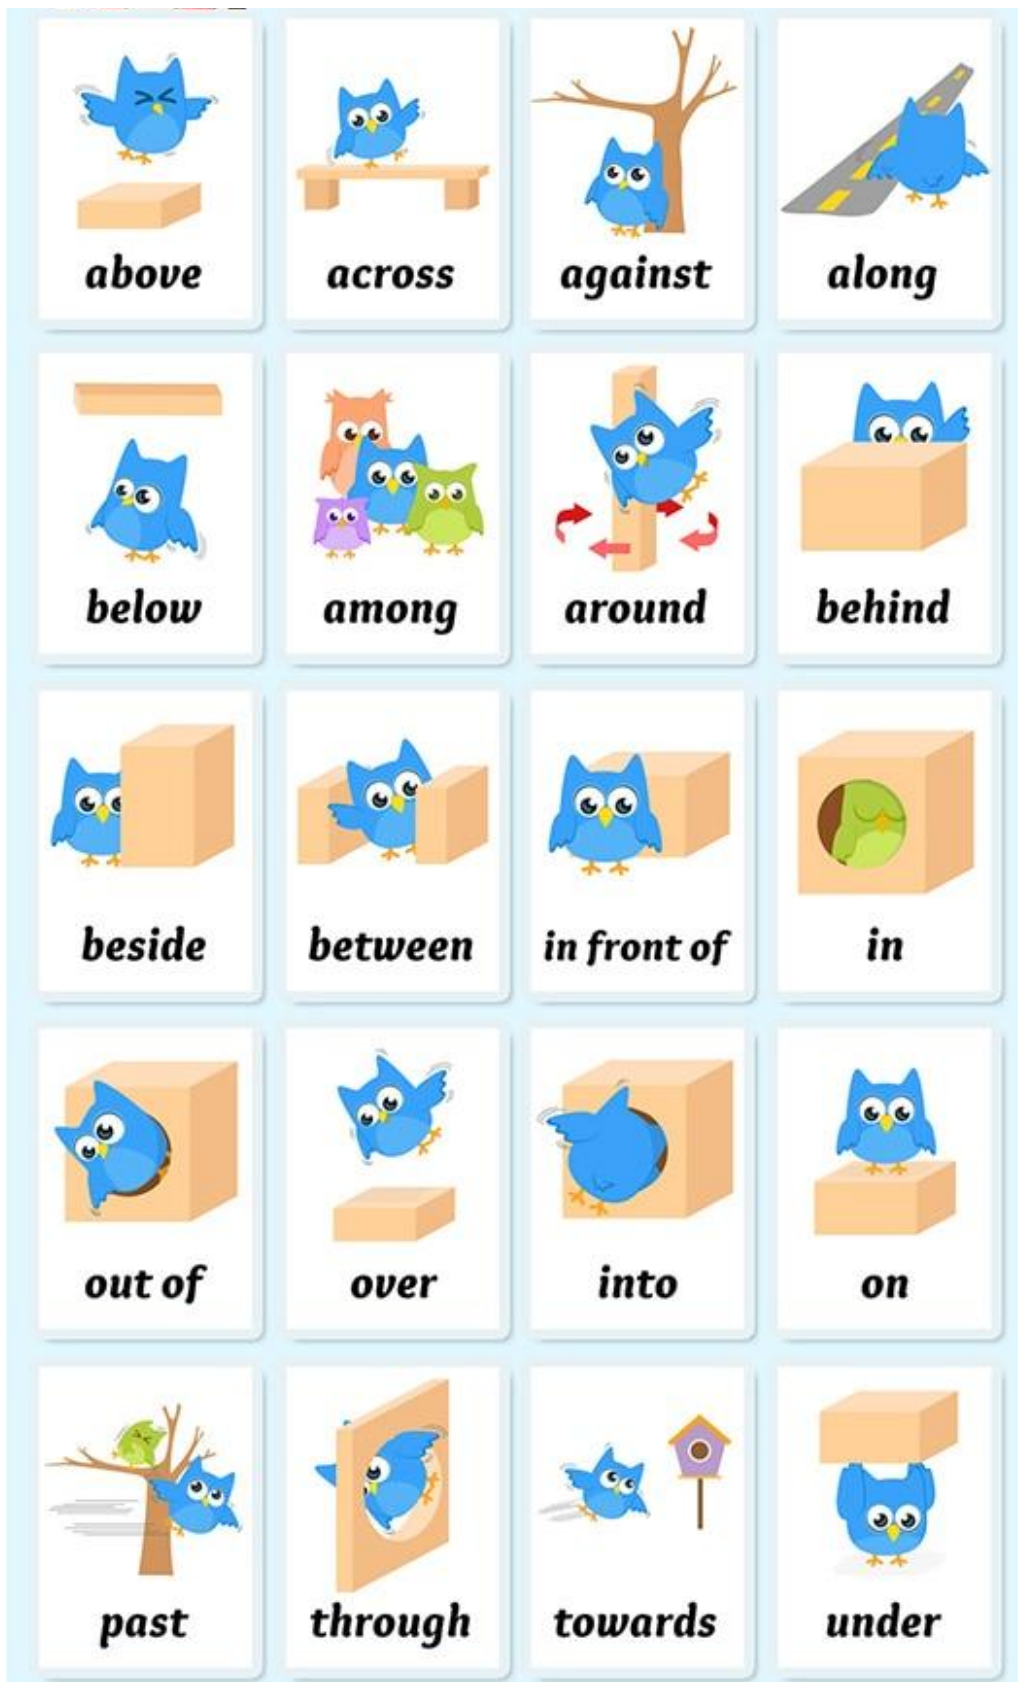 above
across
against
along
below
among
around
behind
beside
between
in front of
in
out of
over
into
on
past
through
towards
under